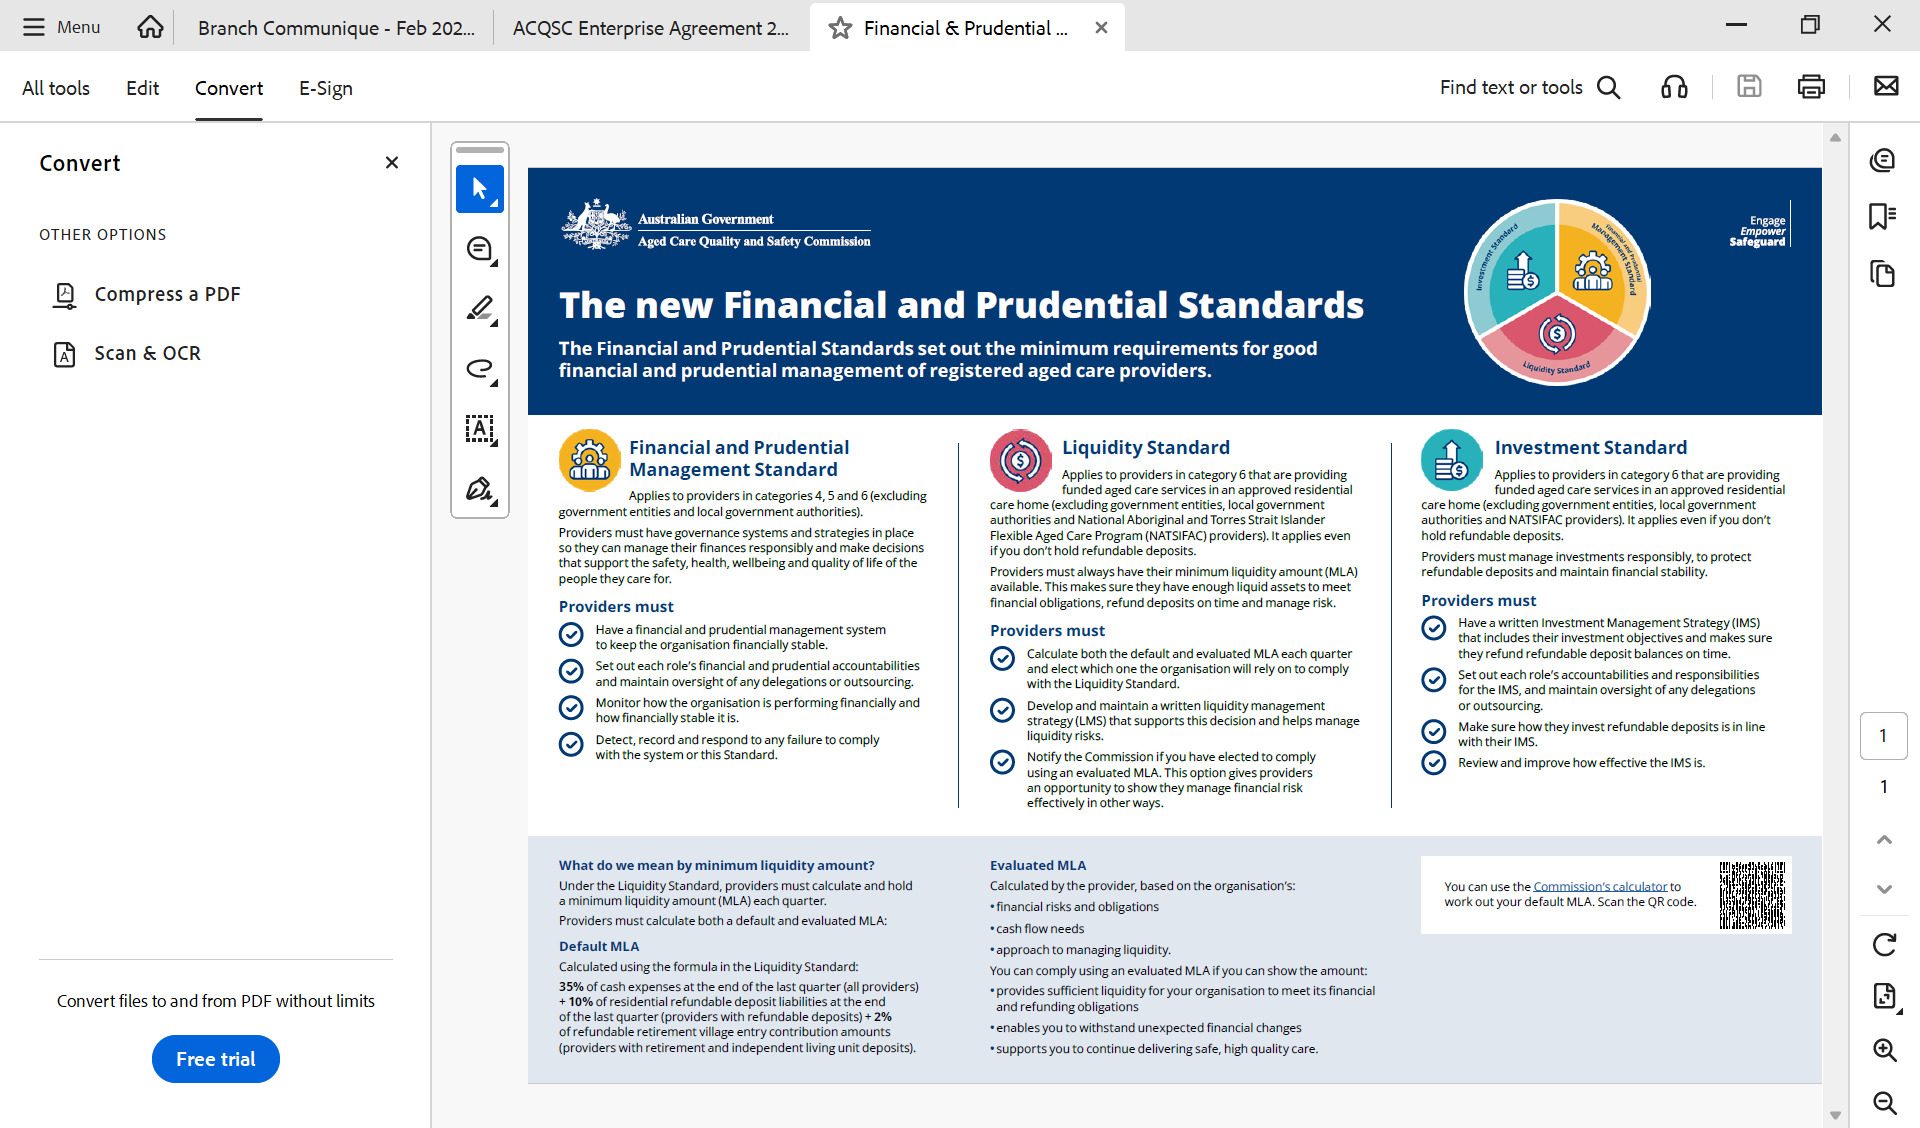 Menu
Branch Communique - Feb 202...
ACQSC Enterprise Agreement 2...
Financial & Prudential ...
All tools
Edit
Convert
E-Sign
Find text or tools
Convert
OTHER OPTIONS
Compress a PDF
Scan & OCR
Convert files to and from PDF without limits
Free trial
Australian Government
Aged Care Quality and Safety Commission
The new Financial and Prudential Standards
The Financial and Prudential Standards set out the minimum requirements for good
financial and prudential management of registered aged care providers.
Investment Standard
Financial and Prudential
Management Standard
Liquidity Standard
Engage
Empower
Safeguard
Financial and Prudential
Management Standard
Applies to providers in categories 4, 5 and 6 (excluding
government entities and local government authorities).
Providers must have governance systems and strategies in place
so they can manage their finances responsibly and make decisions
that support the safety, health, wellbeing and quality of life of the
people they care for.
Providers must
Have a financial and prudential management system
to keep the organisation financially stable.
Set out each role's financial and prudential accountabilities
and maintain oversight of any delegations or outsourcing.
Monitor how the organisation is performing financially and
how financially stable it is.
Detect, record and respond to any failure to comply
with the system or this Standard.
Liquidity Standard
Applies to providers in category 6 that are providing
funded aged care services in an approved residential
care home (excluding government entities, local government
authorities and National Aboriginal and Torres Strait Islander
Flexible Aged Care Program (NATSIFAC) providers). It applies even
if you don't hold refundable deposits.
Providers must always have their minimum liquidity amount (MLA)
available. This makes sure they have enough liquid assets to meet
financial obligations, refund deposits on time and manage risk.
Providers must
Calculate both the default and evaluated MLA each quarter
and elect which one the organisation will rely on to comply
with the Liquidity Standard.
Develop and maintain a written liquidity management
strategy (LMS) that supports this decision and helps manage
liquidity risks.
Notify the Commission if you have elected to comply
using an evaluated MLA. This option gives providers
an opportunity to show they manage financial risk
effectively in other ways.
Investment Standard
Applies to providers in category 6 that are providing
funded aged care services in an approved residential
care home (excluding government entities, local government
authorities and NATSIFAC providers). It applies even if you don't
hold refundable deposits.
Providers must manage investments responsibly, to protect
refundable deposits and maintain financial stability.
Providers must
Have a written Investment Management Strategy (IMS)
that includes their investment objectives and makes sure
they refund refundable deposit balances on time.
Set out each role's accountabilities and responsibilities
for the IMS, and maintain oversight of any delegations
or outsourcing.
Make sure how they invest refundable deposits is in line
with their IMS.
Review and improve how effective the IMS is.
What do we mean by minimum liquidity amount?
Under the Liquidity Standard, providers must calculate and hold
a minimum liquidity amount (MLA) each quarter.
Providers must calculate both a default and evaluated MLA:
Default MLA
Calculated using the formula in the Liquidity Standard:
35% of cash expenses at the end of the last quarter (all providers)
+ 10% of residential refundable deposit liabilities at the end
of the last quarter (providers with refundable deposits) + 2%
of refundable retirement village entry contribution amounts
(providers with retirement and independent living unit deposits).
Evaluated MLA
Calculated by the provider, based on the organisation's:
• financial risks and obligations
• cash flow needs
• approach to managing liquidity.
You can comply using an evaluated MLA if you can show the amount:
• provides sufficient liquidity for your organisation to meet its financial
and refunding obligations
• enables you to withstand unexpected financial changes
• supports you to continue delivering safe, high quality care.
You can use the Commission's calculator to
work out your default MLA. Scan the QR code.
1
1